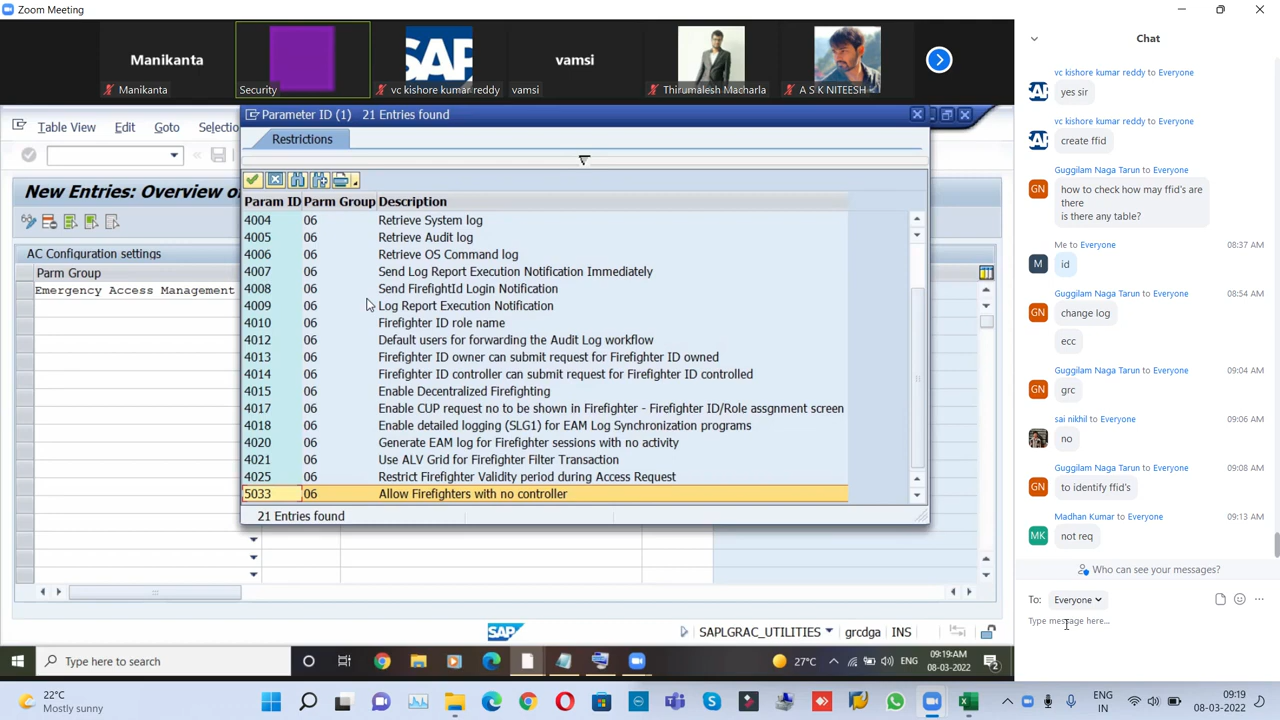 Zoom Meeting
Manikanta
Manikanta
Security
SAP
vc kishore kumar reddy
vamsi
vamsi
Thirumalesh Macharla
A S K NITEESH
Chat
Parameter ID (1) 21 Entries found
Restrictions
Table View Edit Goto Selectio
New Entries: Overview o
AC Configuration settings
Parm Group
Emergency Access Management
Param ID Parm Group Description
4004 06 Retrieve System log
4005 06 Retrieve Audit log
4006 06 Retrieve OS Command log
4007 06 Send Log Report Execution Notification Immediately
4008 06 Send FirefightId Login Notification
4009 06 Log Report Execution Notification
4010 06 Firefighter ID role name
4012 06 Default users for forwarding the Audit Log workflow
4013 06 Firefighter ID owner can submit request for Firefighter ID owned
4014 06 Firefighter ID controller can submit request for Firefighter ID controlled
4015 06 Enable Decentralized Firefighting
4017 06 Enable CUP request no to be shown in Firefighter - Firefighter ID/Role assgnment screen
4018 06 Enable detailed logging (SLG1) for EAM Log Synchronization programs
4020 06 Generate EAM log for Firefighter sessions with no activity
4021 06 Use ALV Grid for Firefighter Filter Transaction
4025 06 Restrict Firefighter Validity period during Access Request
5033 06 Allow Firefighters with no controller
21 Entries found
SAP SAPLGRAC_UTILITIES grcdga INS
Type here to search
27°C ENG 09:19AM
08-03-2022 2
vc kishore kumar reddy to Everyone
yes sir
vc kishore kumar reddy to Everyone
create ffid
Guggilam Naga Tarun to Everyone
GN
how to check how may ffid's are
there
is there any table?
Me to Everyone 08:37 AM
M id
Guggilam Naga Tarun to Everyone 08:54 AM
GN change log
ecc
Guggilam Naga Tarun to Everyone 09:04 AM
GN grc
sai nikhil to Everyone 09:06 AM
no
Guggilam Naga Tarun to Everyone 09:08 AM
GN to identify ffid's
Madhan Kumar to Everyone 09:13 AM
MK not req
Who can see your messages?
To: Everyone
Type message here...
22°C
Mostly sunny
ENG
IN
09:19
08-03-2022